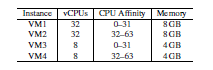 Instance vCPUs CPU Affinity Memory
VM1 32 0–31 8 GB
VM2 32 32–63 8 GB
VM3 8 0–31 4 GB
VM4 8 32–63 4 GB